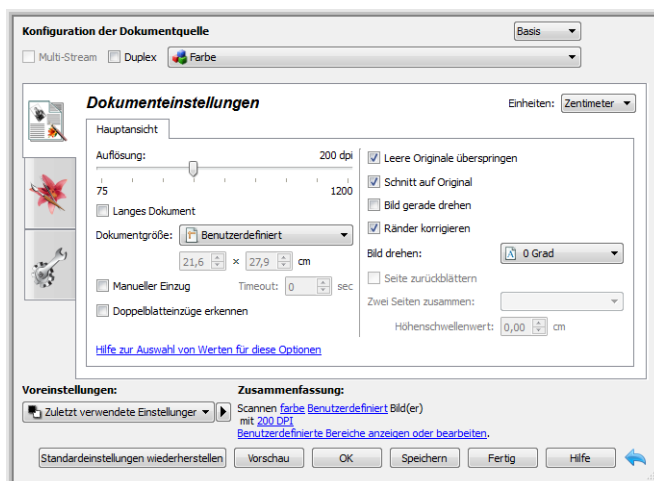 Konfiguration der Dokumentquelle
Basis
Multi-Stream
Duplex
Farbe
Dokumenteinstellungen
Einheiten: Zentimeter
Hauptansicht
Auflösung: 200 dpi
75 1200
Langes Dokument
Dokumentgröße: Benutzerdefiniert
21,6 × 27,9 cm
Manueller Einzug Timeout: 0 sec
Doppelblatteinzüge erkennen
Hilfe zur Auswahl von Werten für diese Optionen
Leere Originale überspringen
Schnitt auf Original
Bild gerade drehen
Ränder korrigieren
Bild drehen: 0 Grad
Seite zurückblättern
Zwei Seiten zusammen:
Höhenschwellenwert: 0,00 cm
Voreinstellungen:
Zuletzt verwendete Einstellunger
Zusammenfassung:
Scannen farbe Benutzerdefiniert Bild(er)
mit 200 DPI
Benutzerdefinierte Bereiche anzeigen oder bearbeiten.
Standardeinstellungen wiederherstellen Vorschau OK Speichern Fertig Hilfe